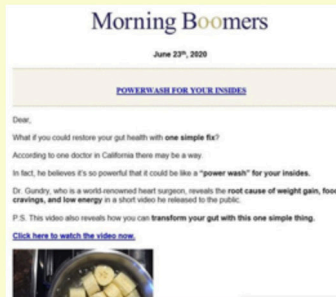 Morning Boomers
June 23th, 2020
POWERWASH FOR YOUR INSIDES
Dear,
What if you could restore your gut health with one simple fix?
According to one doctor in California there may be a way.
In fact, he believes it's so powerful that it could be like a “power wash” for your insides.
Dr. Gundry, who is a world-renowned heart surgeon, reveals the root cause of weight gain, foo
cravings, and low energy in a short video he released to the public.
P.S. This video also reveals how you can transform your gut with this one simple thing.
Click here to watch the video now.